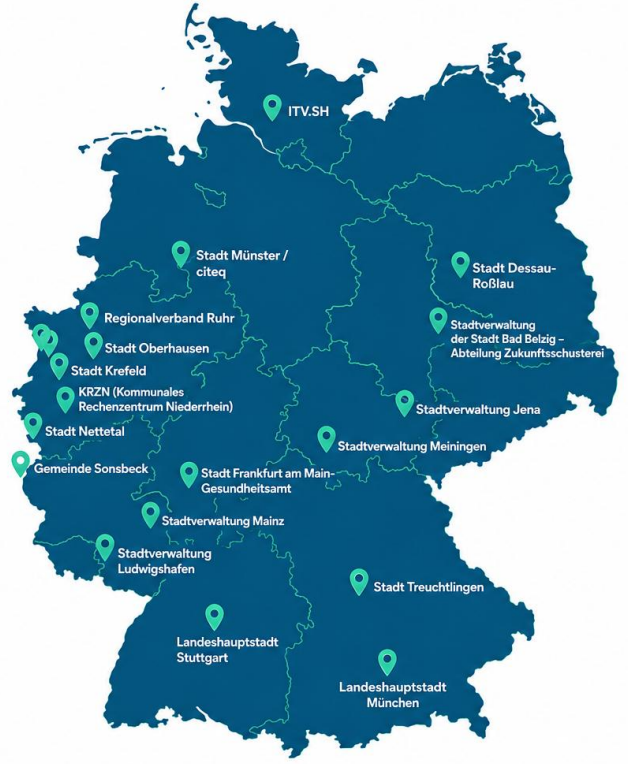 ITV.SH
Stadt Münster /
citeq
Stadt Dessau-
Roßlau
Regionalverband Ruhr
Stadtverwaltung
der Stadt Bad Belzig –
Abteilung Zukunftsschusterei
Stadt Oberhausen
Stadt Krefeld
KRZN (Kommunales
Rechenzentrum Niederrhein)
Stadtverwaltung Jena
Stadt Nettetal
Stadtverwaltung Meiningen
Gemeinde Sonsbeck
Stadt Frankfurt am Main-
Gesundheitsamt
Stadtverwaltung Mainz
Stadtverwaltung
Ludwigshafen
Stadt Treuchtlingen
Landeshauptstadt
Stuttgart
Landeshauptstadt
München